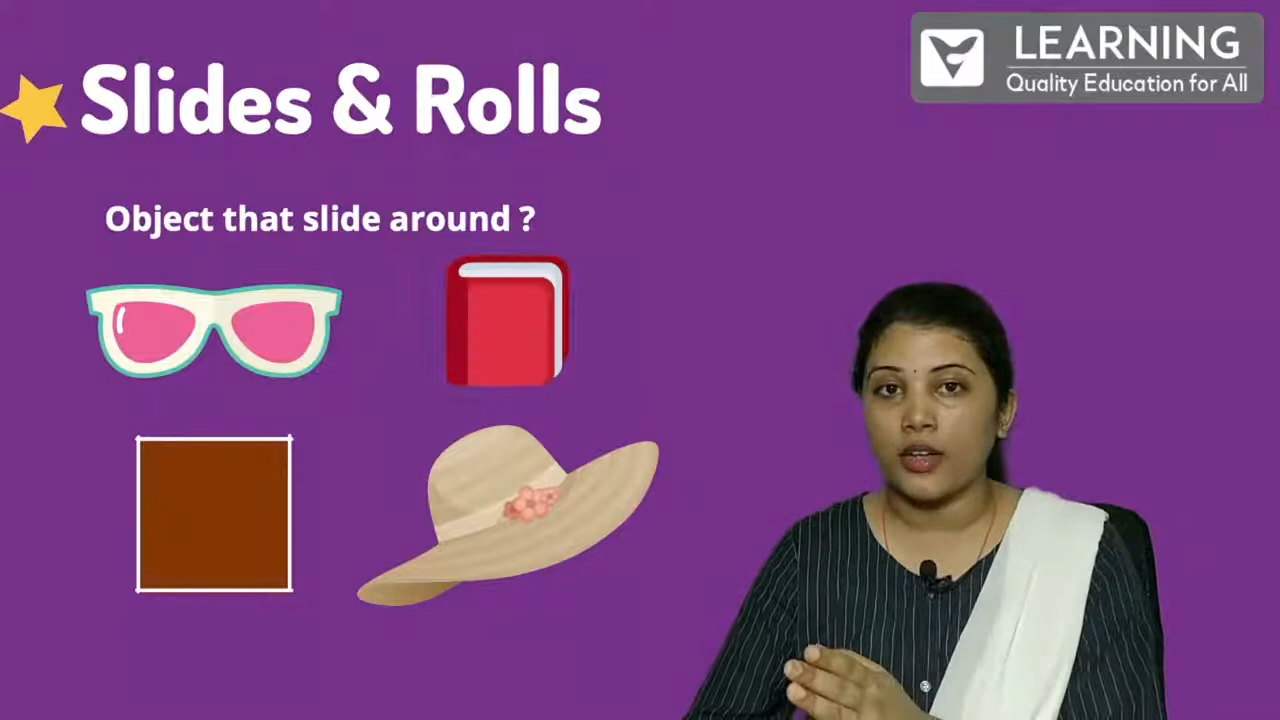 Slides & Rolls
LEARNING
Quality Education for All
Object that slide around ?